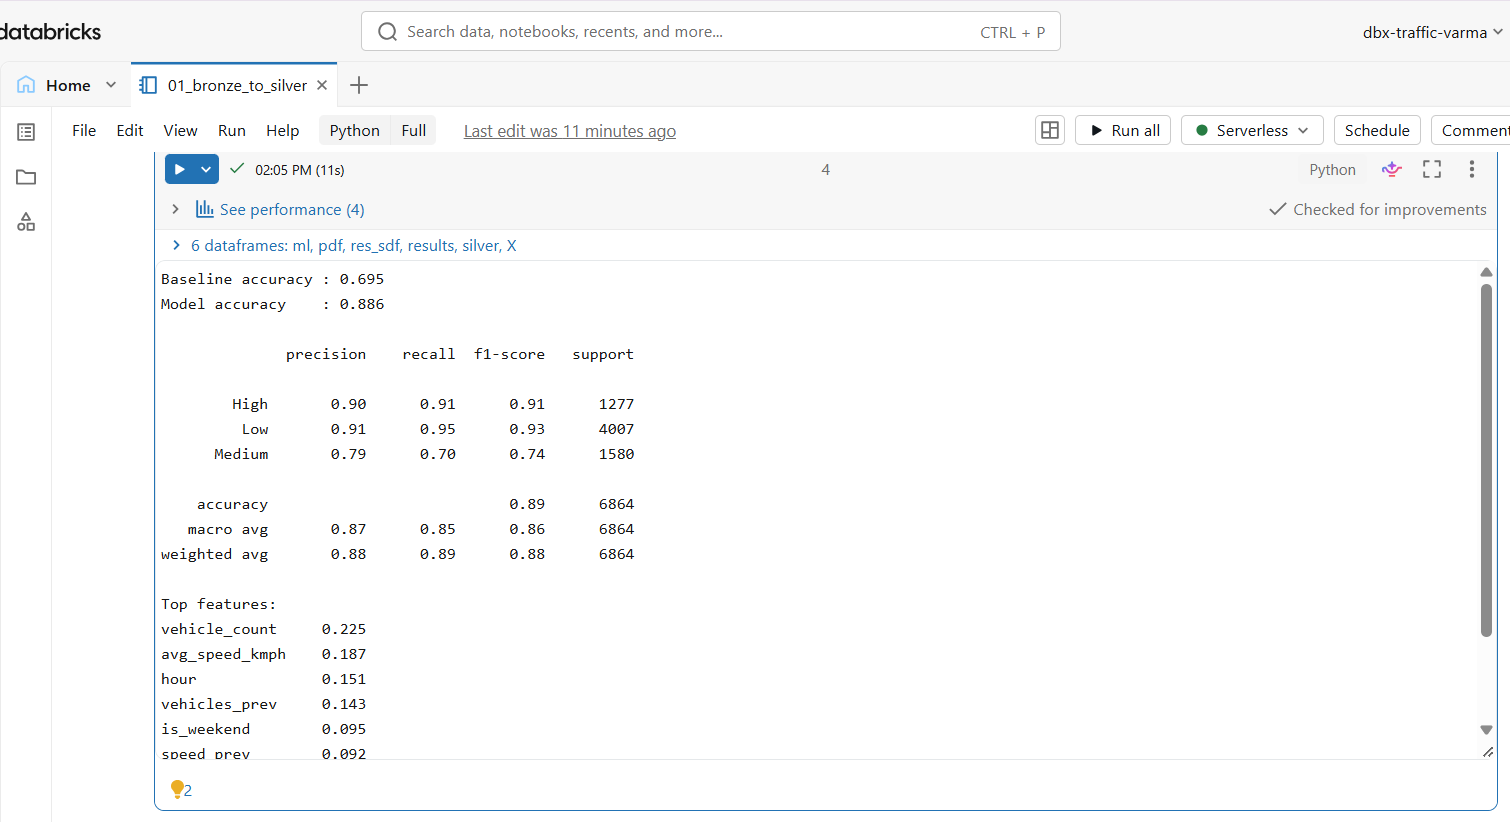 databricks
Search data, notebooks, recents, and more... CTRL + P
dbx-traffic-varma
Home 01_bronze_to_silver
File Edit View Run Help Python Full Last edit was 11 minutes ago Run all Serverless Schedule Comment
02:05 PM (11s) 4 Python
See performance (4) Checked for improvements
6 dataframes: ml, pdf, res_sdf, results, silver, X
Baseline accuracy : 0.695
Model accuracy    : 0.886
precision    recall  f1-score   support
High       0.90      0.91      0.91      1277
Low       0.91      0.95      0.93      4007
Medium       0.79      0.70      0.74      1580
accuracy                           0.89      6864
macro avg       0.87      0.85      0.86      6864
weighted avg       0.88      0.89      0.88      6864
Top features:
vehicle_count     0.225
avg_speed_kmph    0.187
hour              0.151
vehicles_prev     0.143
is_weekend        0.095
speed_prev        0.092
2